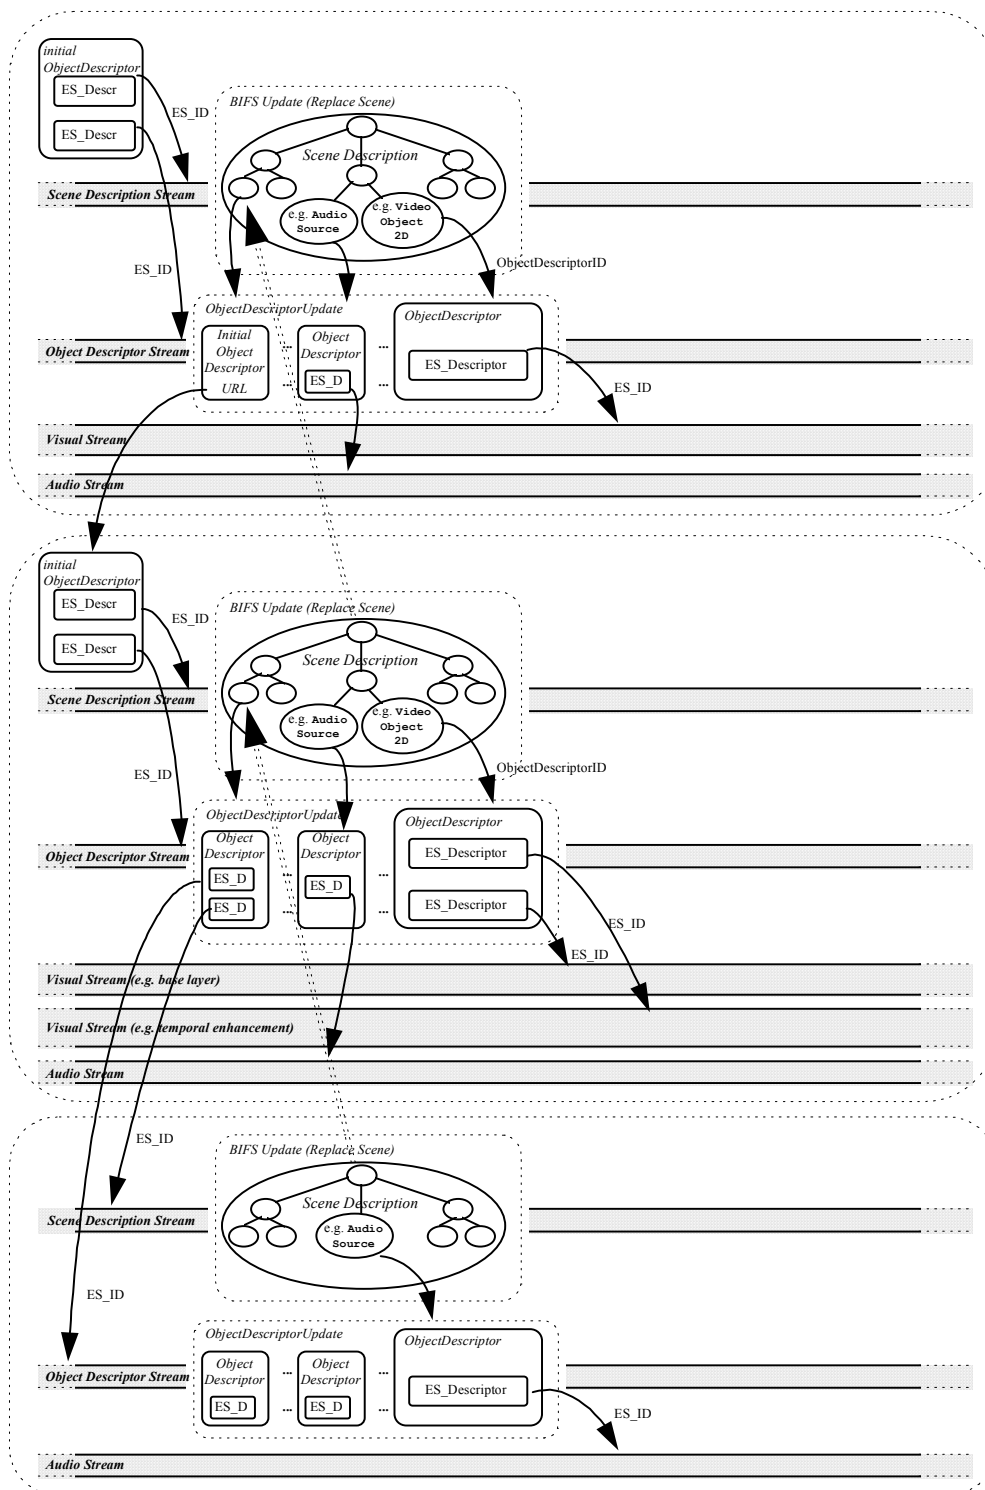 initial
ObjectDescriptor
ES_Descr
ES_Descr
ES_ID
BIFS Update (Replace Scene)
Scene Description
Scene Description Stream
e.g. Audio
Source
e.g. Video
Object
2D
ES_ID
ObjectDescriptorID
ObjectDescriptorUpdate
Object Descriptor Stream
Initial
Object
Descriptor
URL
...
...
Object
Descriptor
ES_D
...
...
ObjectDescriptor
ES_Descriptor
ES_ID
Visual Stream
Audio Stream
initial
ObjectDescriptor
ES_Descr
ES_Descr
ES_ID
BIFS Update (Replace Scene)
Scene Description
Scene Description Stream
e.g. Audio
Source
e.g. Video
Object
2D
ES_ID
ObjectDescriptorID
ObjectDescriptorUpdate
Object Descriptor Stream
Object
Descriptor
ES_D
ES_D
...
...
Object
Descriptor
ES_D
...
...
ObjectDescriptor
ES_Descriptor
ES_Descriptor
ES_ID
ES_ID
Visual Stream (e.g. base layer)
Visual Stream (e.g. temporal enhancement)
Audio Stream
ES_ID
BIFS Update (Replace Scene)
Scene Description
Scene Description Stream
e.g. Audio
Source
ES_ID
ObjectDescriptorUpdate
Object Descriptor Stream
Object
Descriptor
ES_D
...
...
Object
Descriptor
ES_D
...
...
ObjectDescriptor
ES_Descriptor
ES_ID
Audio Stream